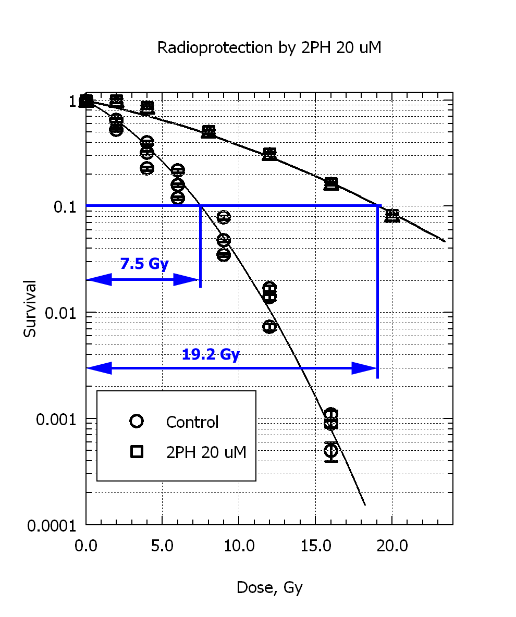 Radioprotection by 2PH 20 uM
1
0.1
7.5 Gy
0.01
Survival
19.2 Gy
0.001
Control
2PH 20 uM
0.0001
0.0 5.0 10.0 15.0 20.0
Dose, Gy